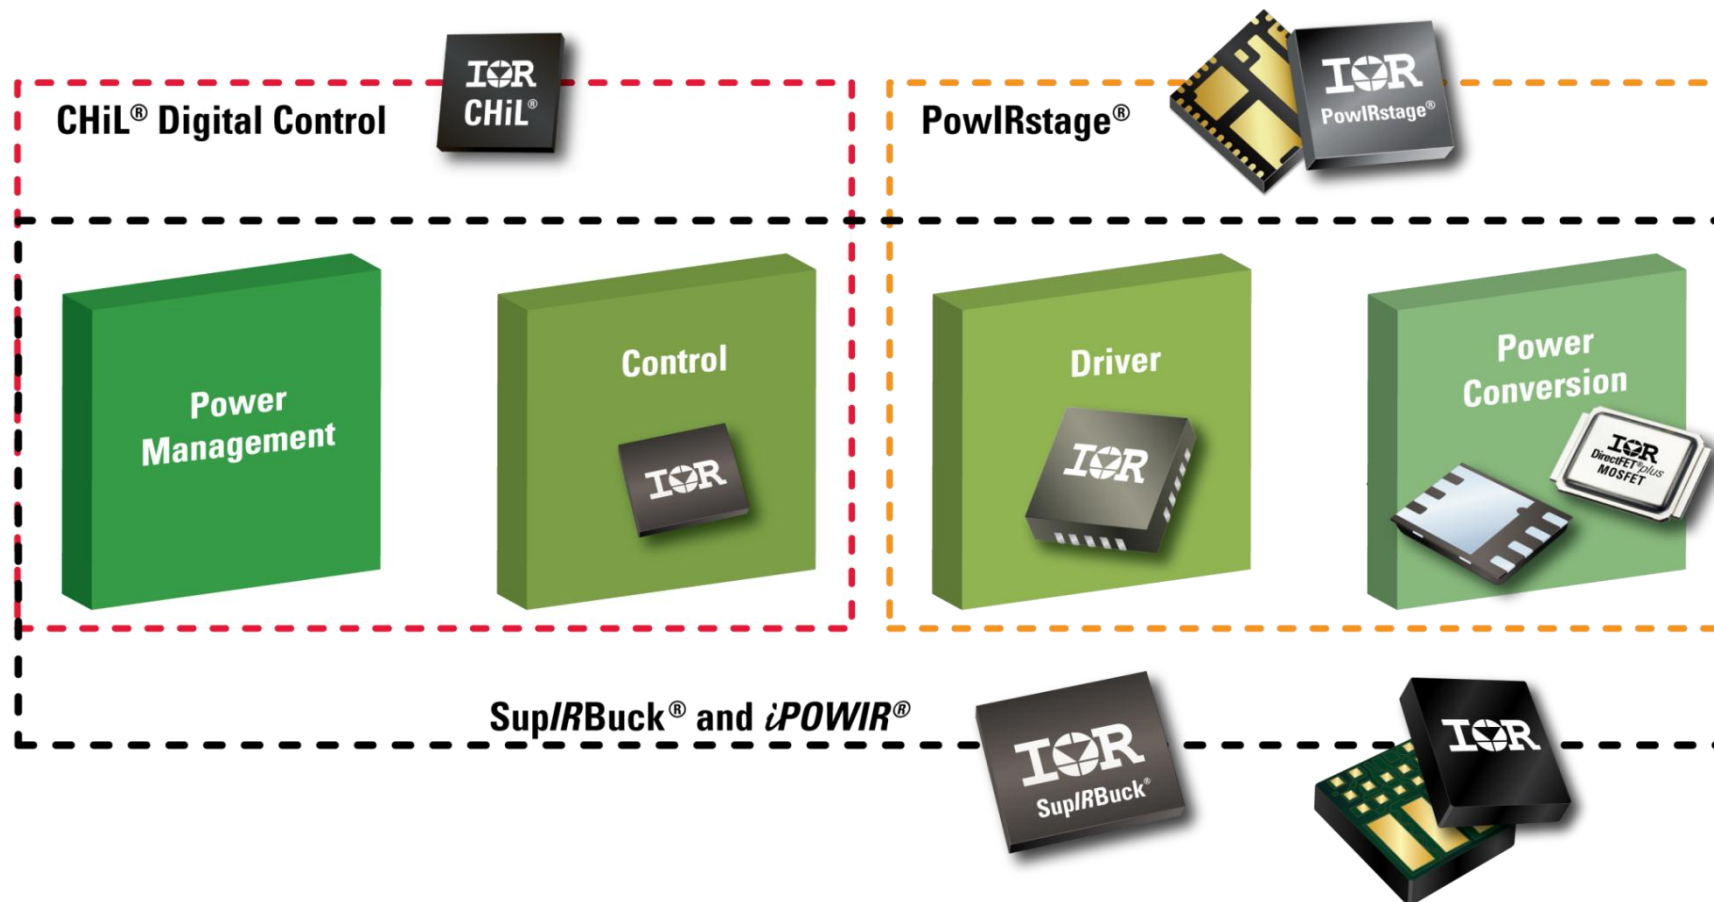 IOR
CHiL®
CHiL® Digital Control
PowIRstage®
IOR
PowIRstage®
Power
Management
Control
IOR
Driver
IOR
Power
Conversion
IOR
DirectFET®plus
MOSFET
SupIRBuck® and iPOWIR®
IOR
SupIRBuck®
IOR